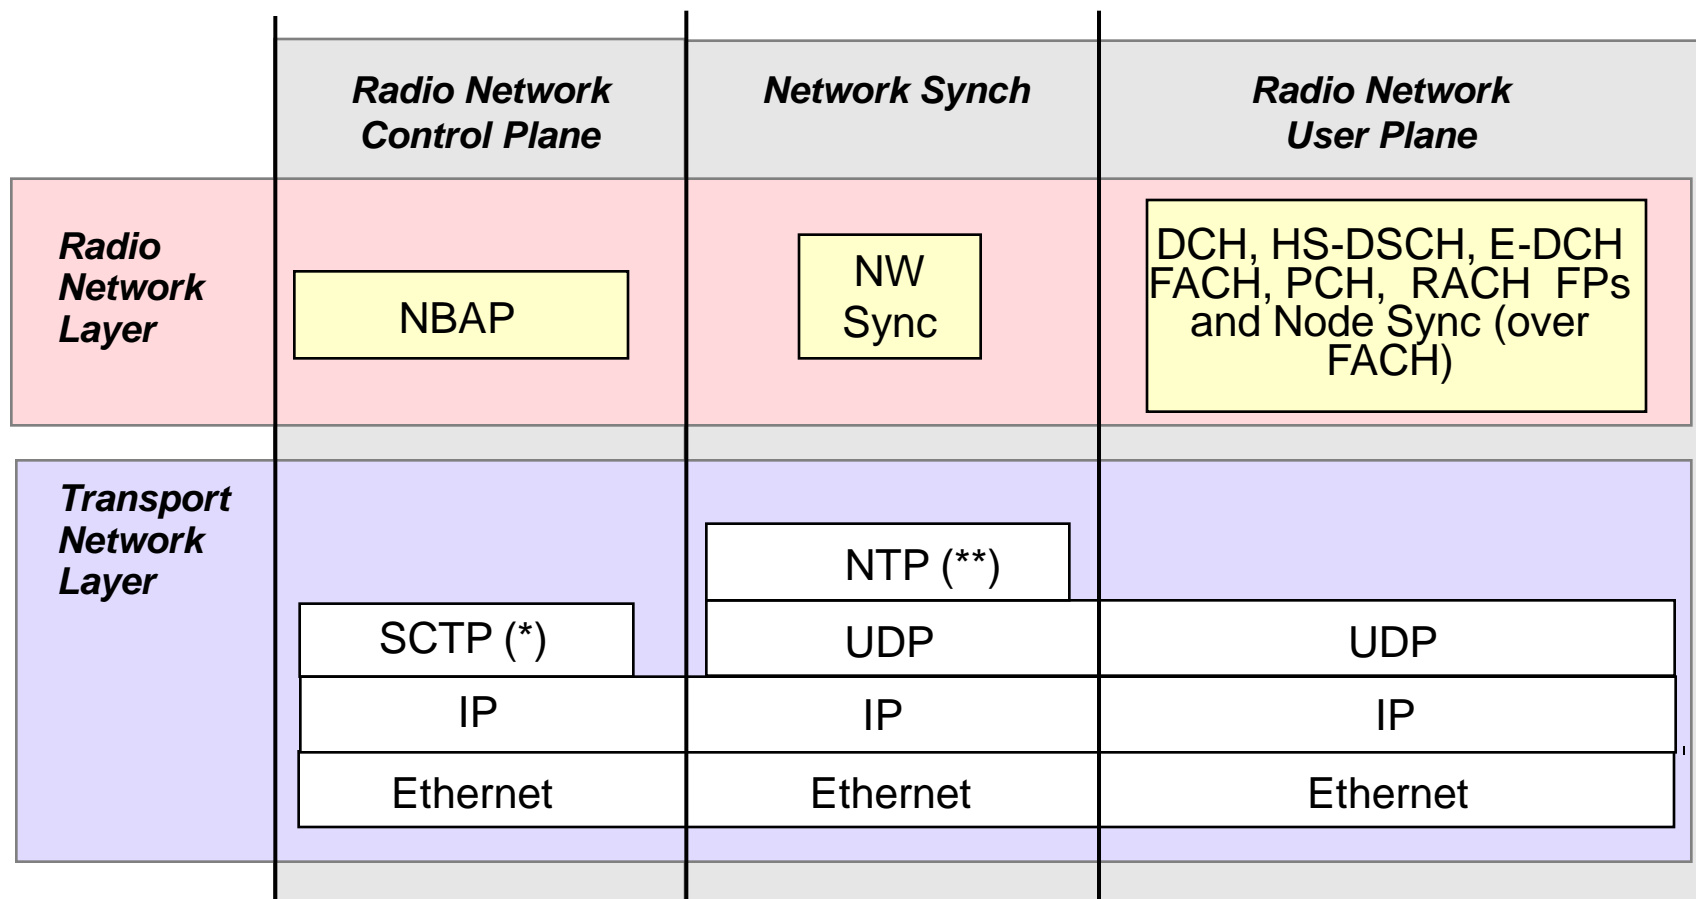 Radio Network
Control Plane
Network Synch
Radio Network
User Plane
Radio
Network
Layer
NBAP
NW
Sync
DCH, HS-DSCH, E-DCH
FACH, PCH, RACH FPs
and Node Sync (over
FACH)
Transport
Network
Layer
NTP (**)
SCTP (*)
UDP
UDP
IP
IP
IP
Ethernet
Ethernet
Ethernet